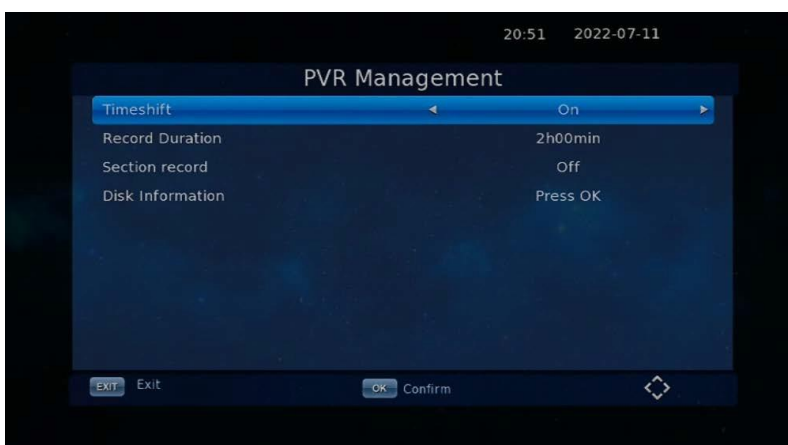 20:51 2022-07-11
PVR Management
Timeshift On
Record Duration 2h00min
Section record Off
Disk Information Press OK
EXIT Exit OK Confirm